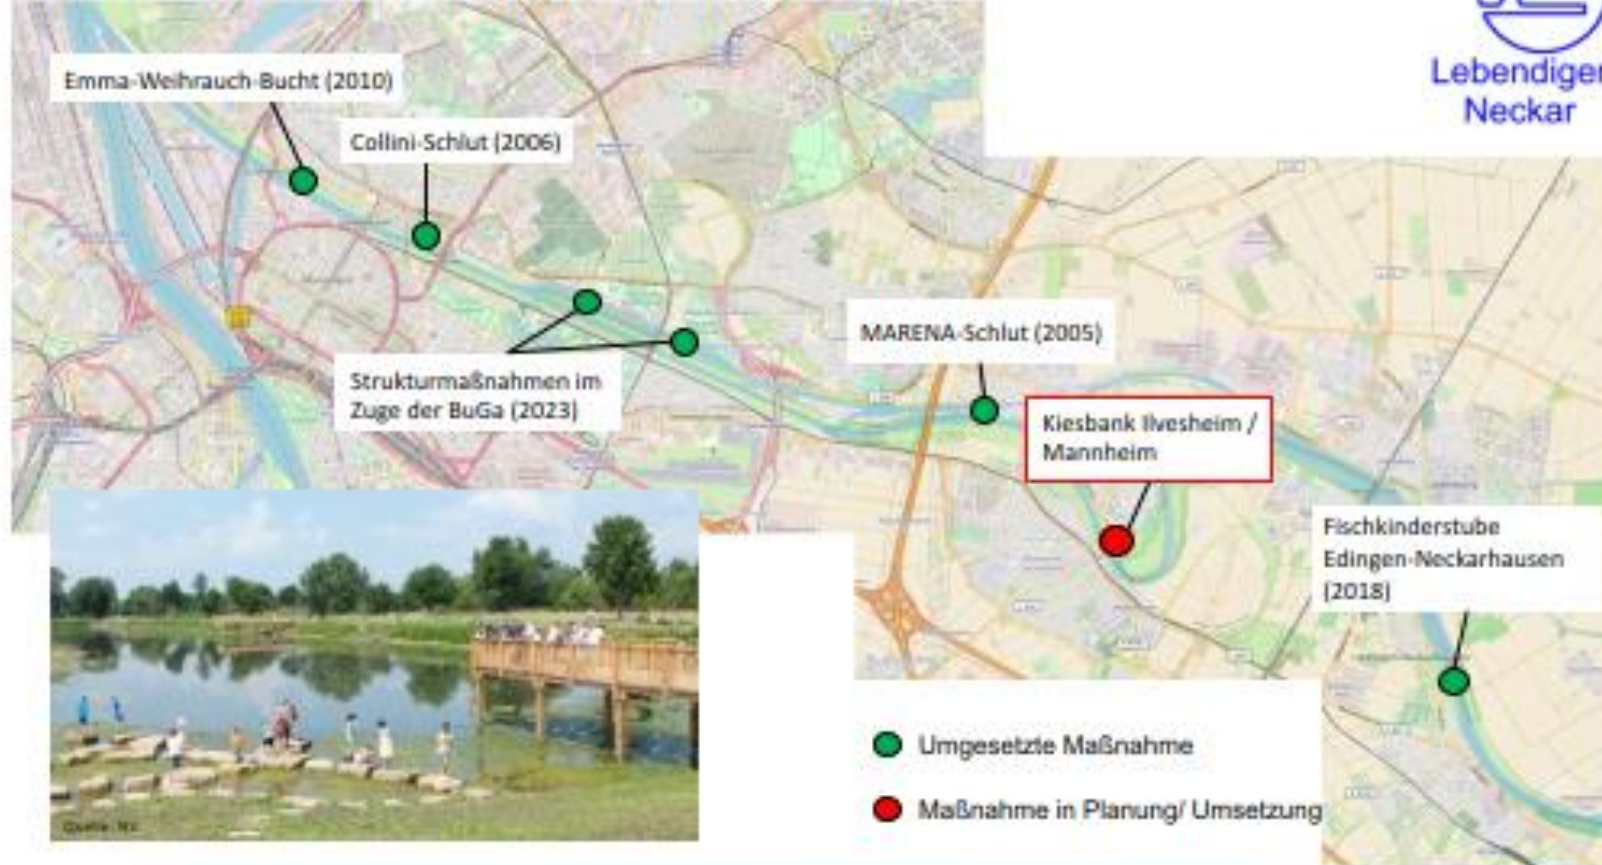 Emma-Weihrauch-Bucht (2010)
Collini-Schlut (2006)
Lebendiger
Neckar
MARENA-Schlut (2005)
Strukturmaßnahmen im
Zuge der BuGa (2023)
Kiesbank Ilvesheim /
Mannheim
Fischkinderstube
Edingen-Neckarhausen
(2018)
Umgesetzte Maßnahme
Maßnahme in Planung/ Umsetzung